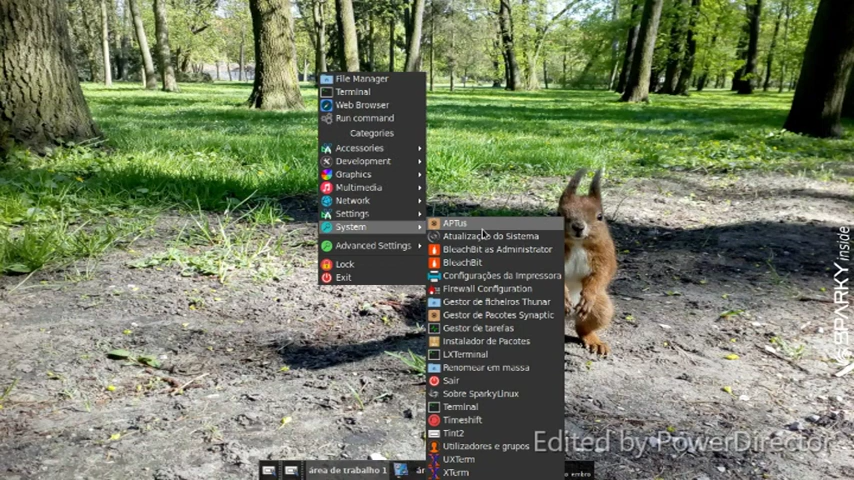 File Manager
Terminal
Web Browser
Run command
Categories
Accessories
Development
Graphics
Multimedia
Network
Settings
System
Advanced Settings
Lock
Exit
APTus
Atualização do Sistema
BleachBit as Administrator
BleachBit
Configurações da Impressora
Firewall Configuration
Gestor de ficheiros Thunar
Gestor de Pacotes Synaptic
Gestor de tarefas
Instalador de Pacotes
LXTerminal
Renomear em massa
Sair
Sobre SparkyLinux
Terminal
Timeshift
Tint2
Utilizadores e grupos
UXTerm
XTerm
SPARKY inside
Edited by PowerDirector
área de trabalho 1